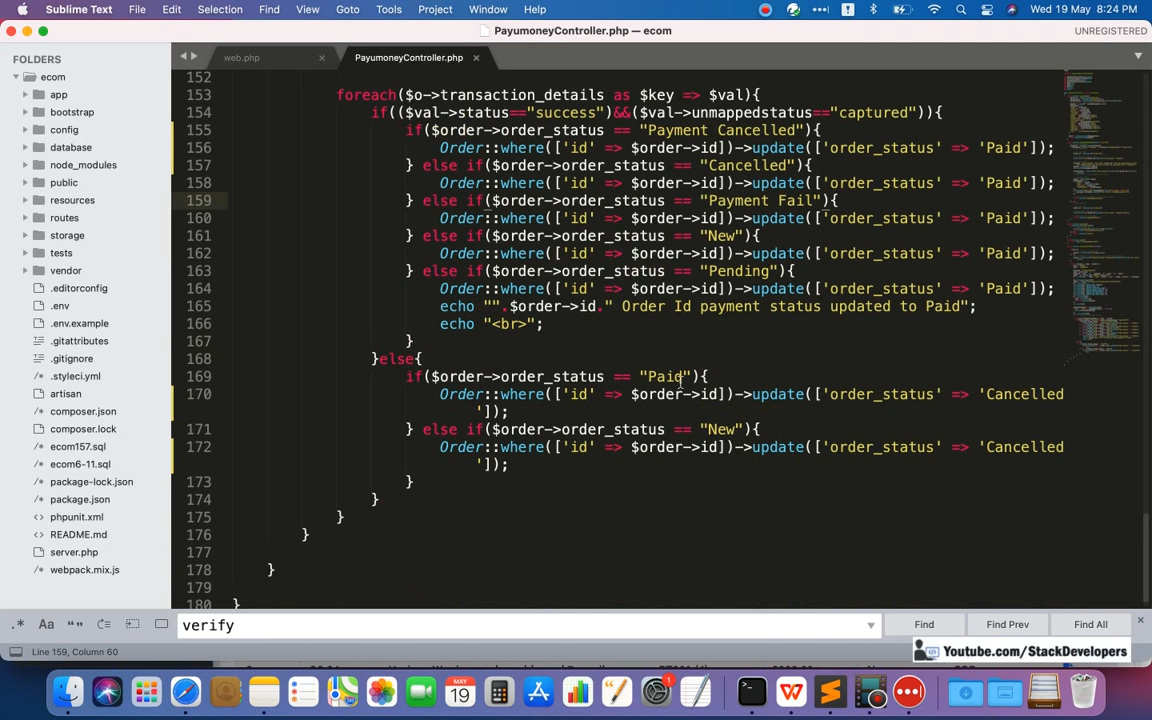 Sublime Text File Edit Selection Find View Goto Tools Project Window Help Wed 19 May 8:24 PM
PayumoneyController.php — ecom UNREGISTERED
FOLDERS
ecom
app
bootstrap
config
database
node_modules
public
resources
routes
storage
tests
vendor
.editorconfig
.env
.env.example
.gitattributes
.gitignore
.styleci.yml
artisan
composer.json
composer.lock
ecom157.sql
ecom6-11.sql
package-lock.json
package.json
phpunit.xml
README.md
server.php
webpack.mix.js
web.php PayumoneyController.php
152
153 foreach($o->transaction_details as $key => $val){
154 if(($val->status=="success")&&($val->unmappedstatus=="captured")){
155 if($order->order_status == "Payment Cancelled"){
156 Order::where(['id' => $order->id])->update(['order_status' => 'Paid']);
157 } else if($order->order_status == "Cancelled"){
158 Order::where(['id' => $order->id])->update(['order_status' => 'Paid']);
159 } else if($order->order_status == "Payment Fail"){
160 Order::where(['id' => $order->id])->update(['order_status' => 'Paid']);
161 } else if($order->order_status == "New"){
162 Order::where(['id' => $order->id])->update(['order_status' => 'Paid']);
163 } else if($order->order_status == "Pending"){
164 Order::where(['id' => $order->id])->update(['order_status' => 'Paid']);
165 echo "".$order->id." Order Id payment status updated to Paid";
166 echo "<br>";
167 }
168 }else{
169 if($order->order_status == "Paid"){
170 Order::where(['id' => $order->id])->update(['order_status' => 'Cancelled
']);
171 } else if($order->order_status == "New"){
172 Order::where(['id' => $order->id])->update(['order_status' => 'Cancelled
']);
173 }
174 }
175 }
176 }
177
178 }
179
180 }
.* Aa verify Find Find Prev Find All
Line 159, Column 60
Youtube.com/StackDevelopers
MAY
19
1